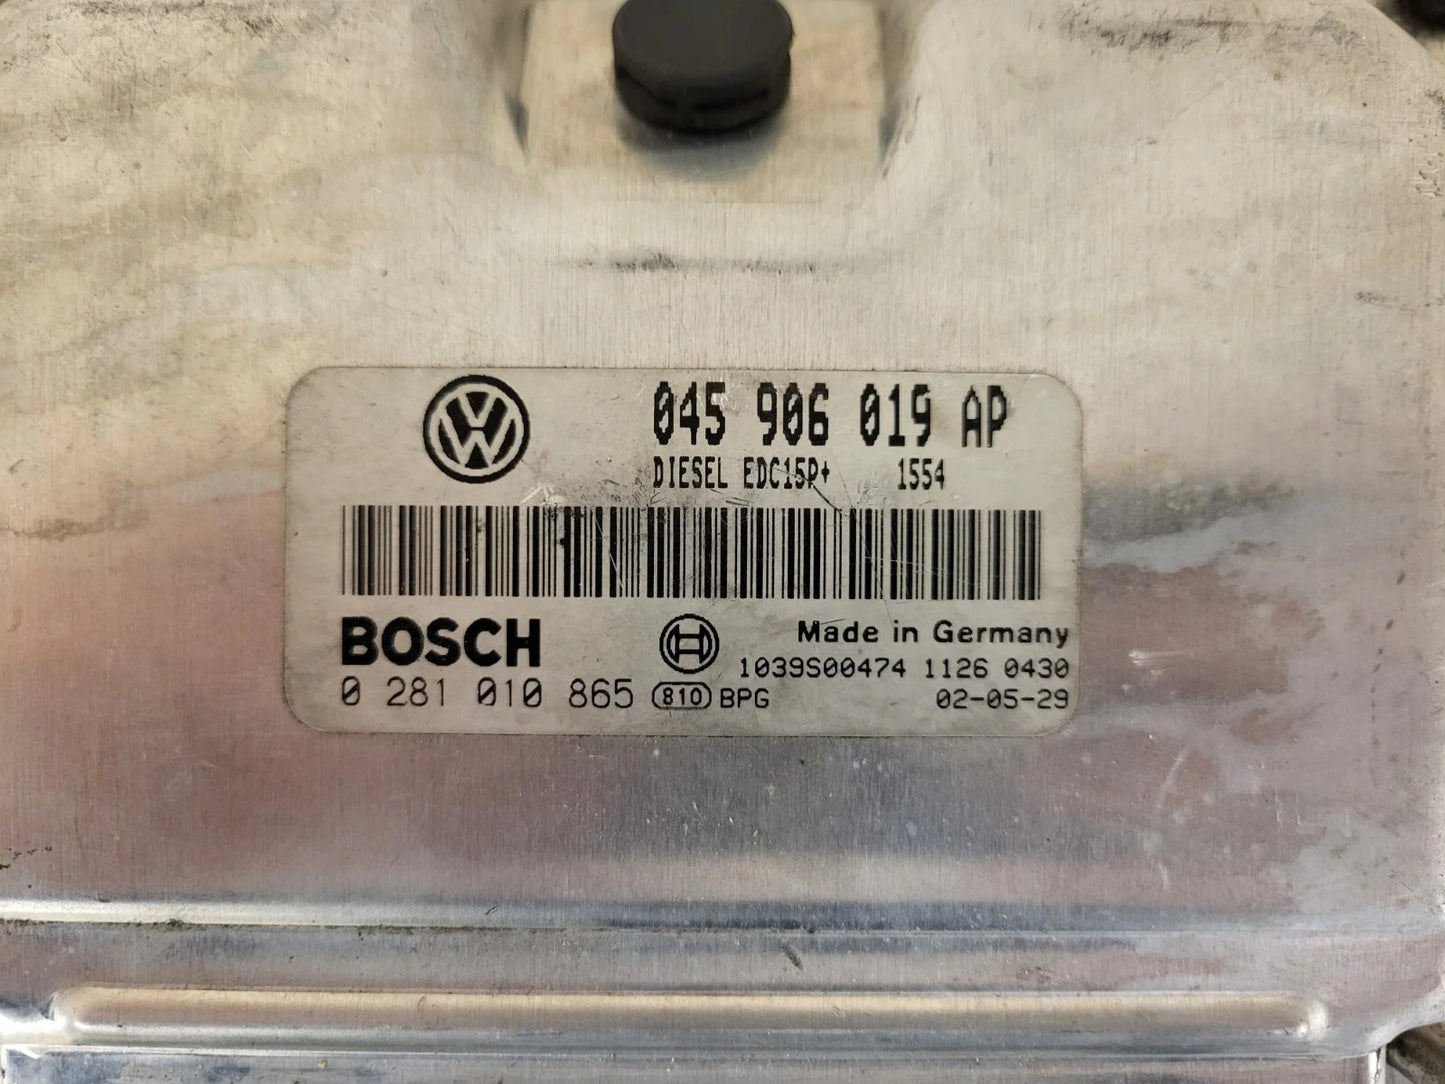 045 906 019 AP
DIESEL EDC15P+ 1554
BOSCH
Made in Germany
1039S00474 1126 0430
0 281 010 865 810 BPG 02-05-29